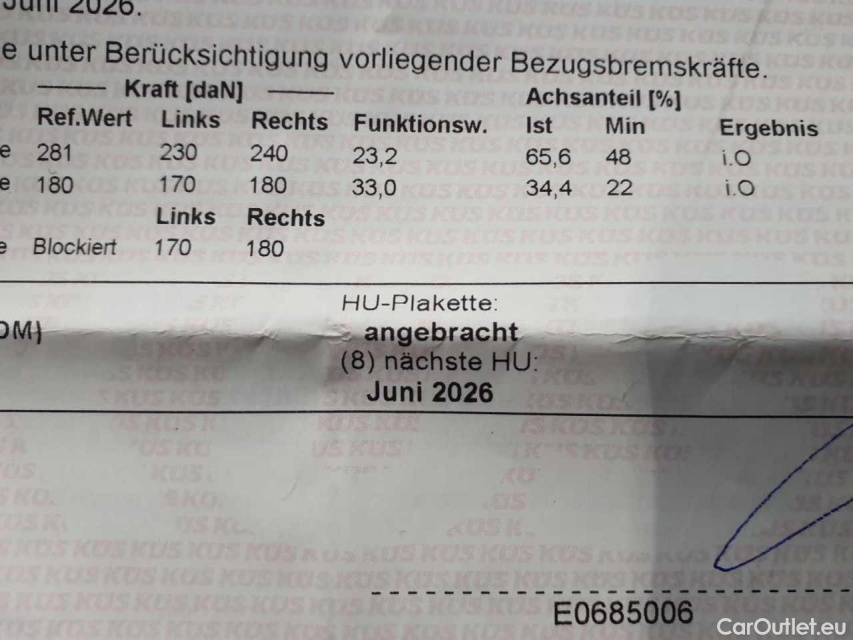 Juni 2026.
e unter Berücksichtigung vorliegender Bezugsbremskräfte.
Kraft [daN] Achsanteil [%]
Ref.Wert Links Rechts Funktionsw. Ist Min Ergebnis
e 281 230 240 23,2 65,6 48 i.O
e 180 170 180 33,0 34,4 22 i.O
Links Rechts
e Blockiert 170 180
HU-Plakette:
OM) angebracht
(8) nächste HU:
Juni 2026
E0685006
CarOutlet.eu